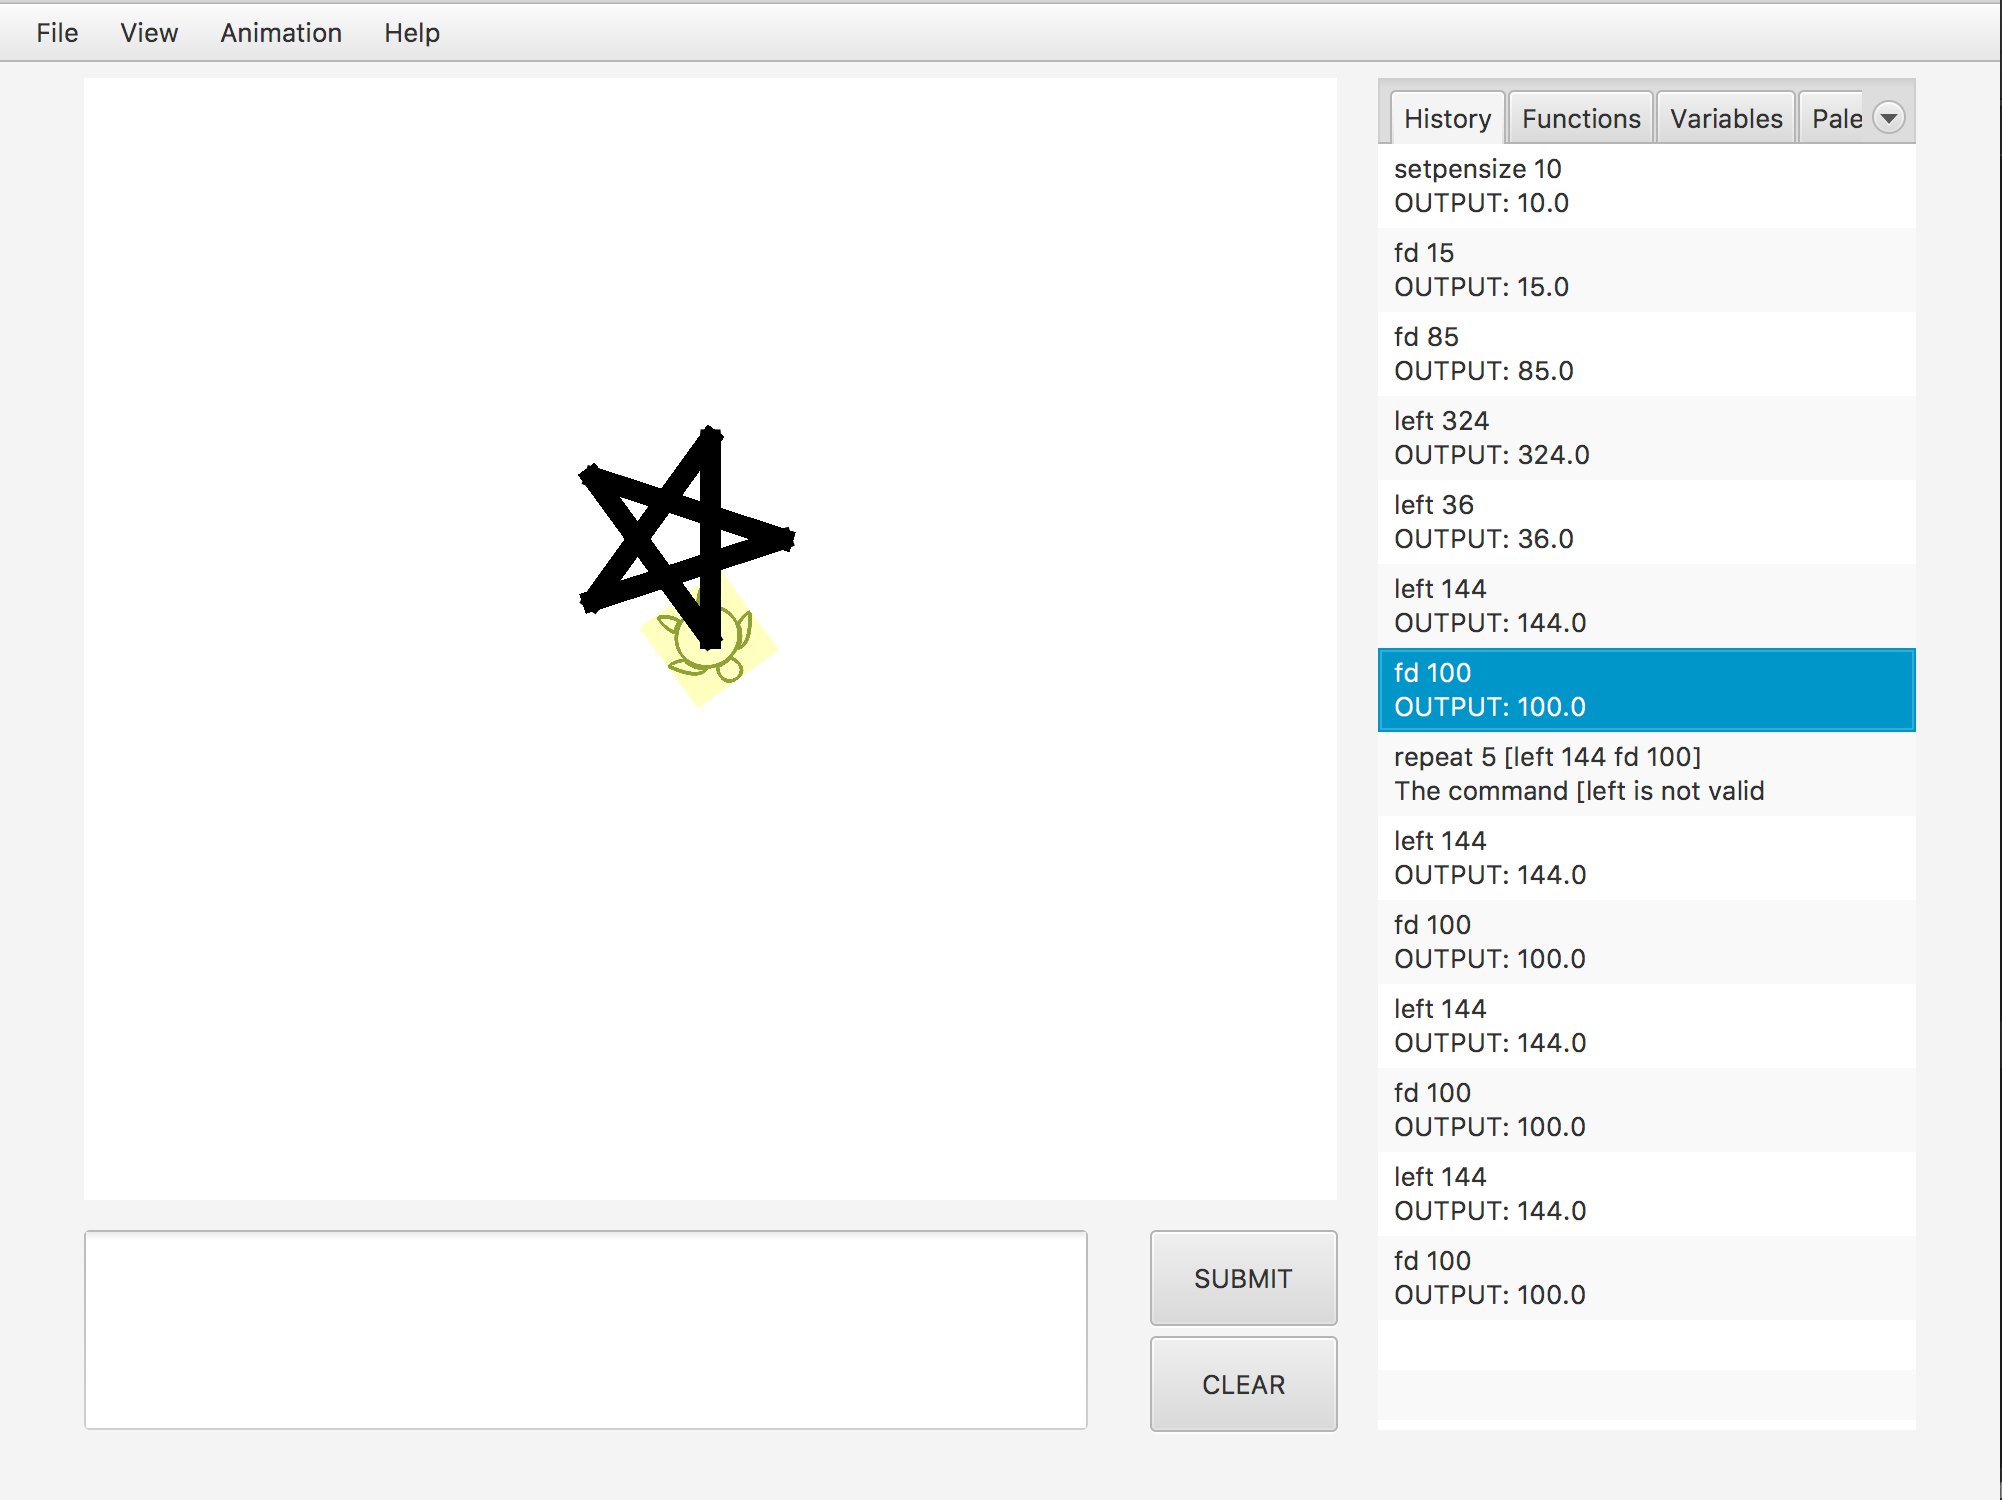 File View Animation Help
History Functions Variables Pale
setpensize 10
OUTPUT: 10.0
fd 15
OUTPUT: 15.0
fd 85
OUTPUT: 85.0
left 324
OUTPUT: 324.0
left 36
OUTPUT: 36.0
left 144
OUTPUT: 144.0
fd 100
OUTPUT: 100.0
repeat 5 [left 144 fd 100]
The command [left is not valid
left 144
OUTPUT: 144.0
fd 100
OUTPUT: 100.0
left 144
OUTPUT: 144.0
fd 100
OUTPUT: 100.0
left 144
OUTPUT: 144.0
fd 100
OUTPUT: 100.0
SUBMIT
CLEAR